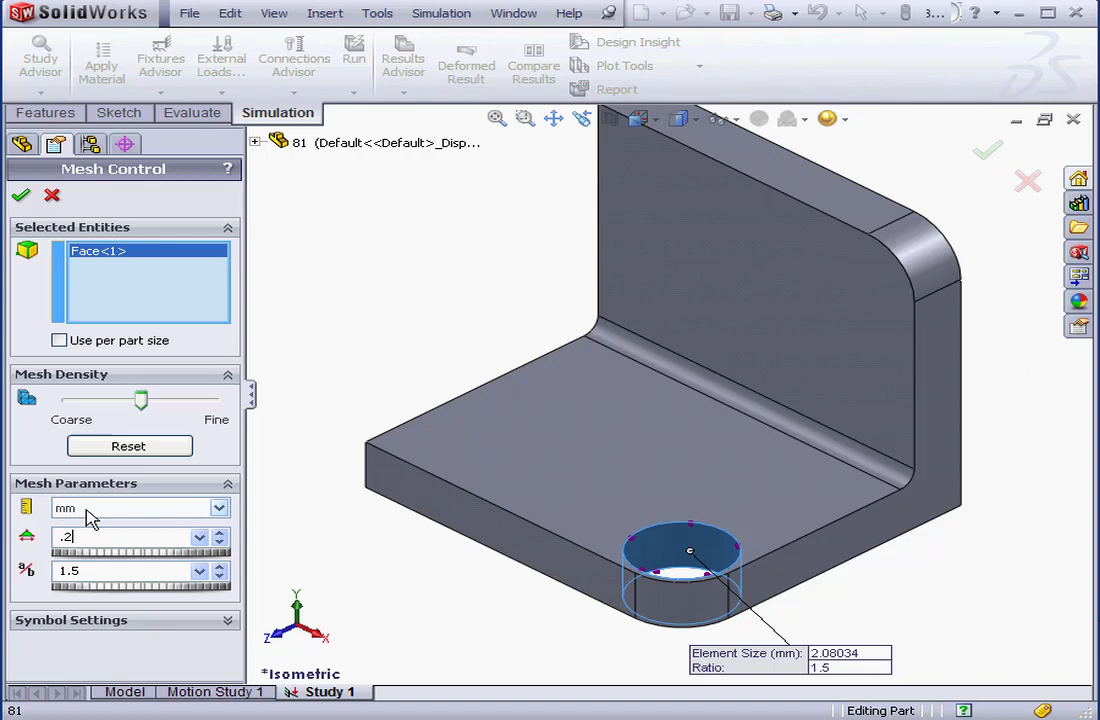 SolidWorks File Edit View Insert Tools Simulation Window Help 3... ?
Study Advisor
Apply Material
Fixtures Advisor
External Loads...
Connections Advisor
Run
Results Advisor
Deformed Result
Compare Results
Design Insight
Plot Tools
Report
Features Sketch Evaluate Simulation
Mesh Control ?
81 (Default<<Default>_Disp...
Selected Entities
Face<1>
Use per part size
Mesh Density
Coarse Fine
Reset
Mesh Parameters
mm
.2
a/b 1.5
Symbol Settings
Y
Z X
*Isometric
Element Size (mm): 2.08034
Ratio: 1.5
Model Motion Study 1 Study 1
81 Editing Part ?